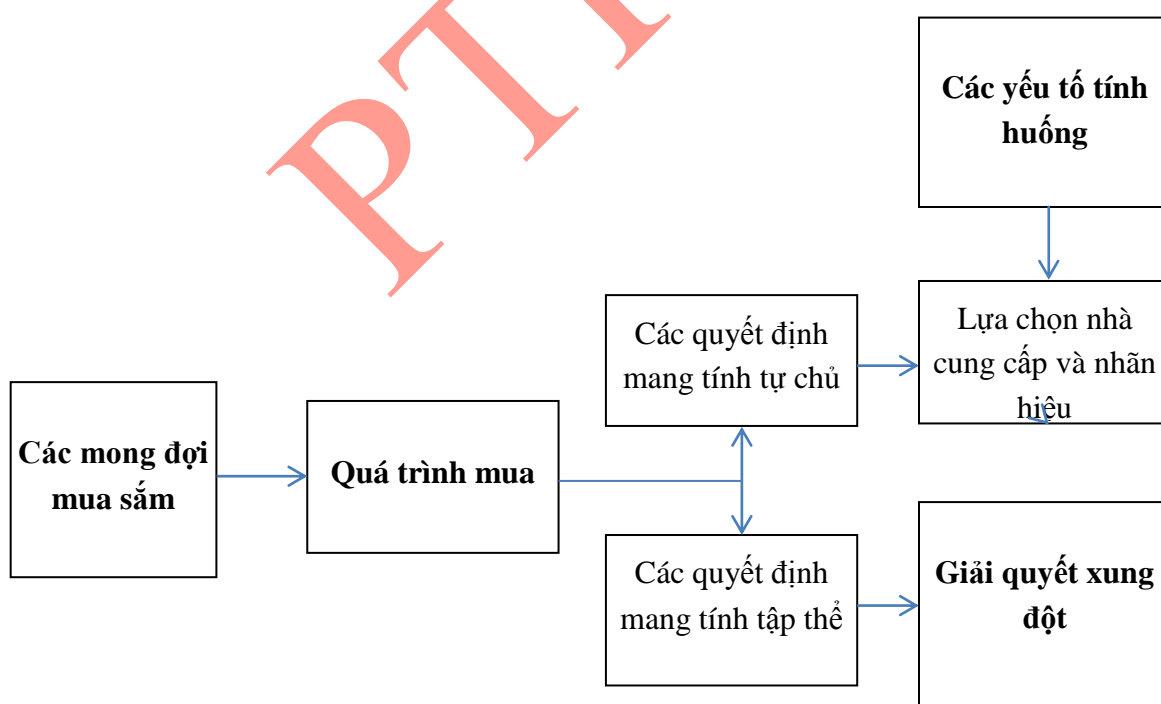 PTI
Các yếu tố tính
huống
Các quyết định
mang tính tự chủ
Lựa chọn nhà
cung cấp và nhãn
hiệu
Các mong đợi
mua sắm
Quá trình mua
Các quyết định
mang tính tập thể
Giải quyết xung
đột